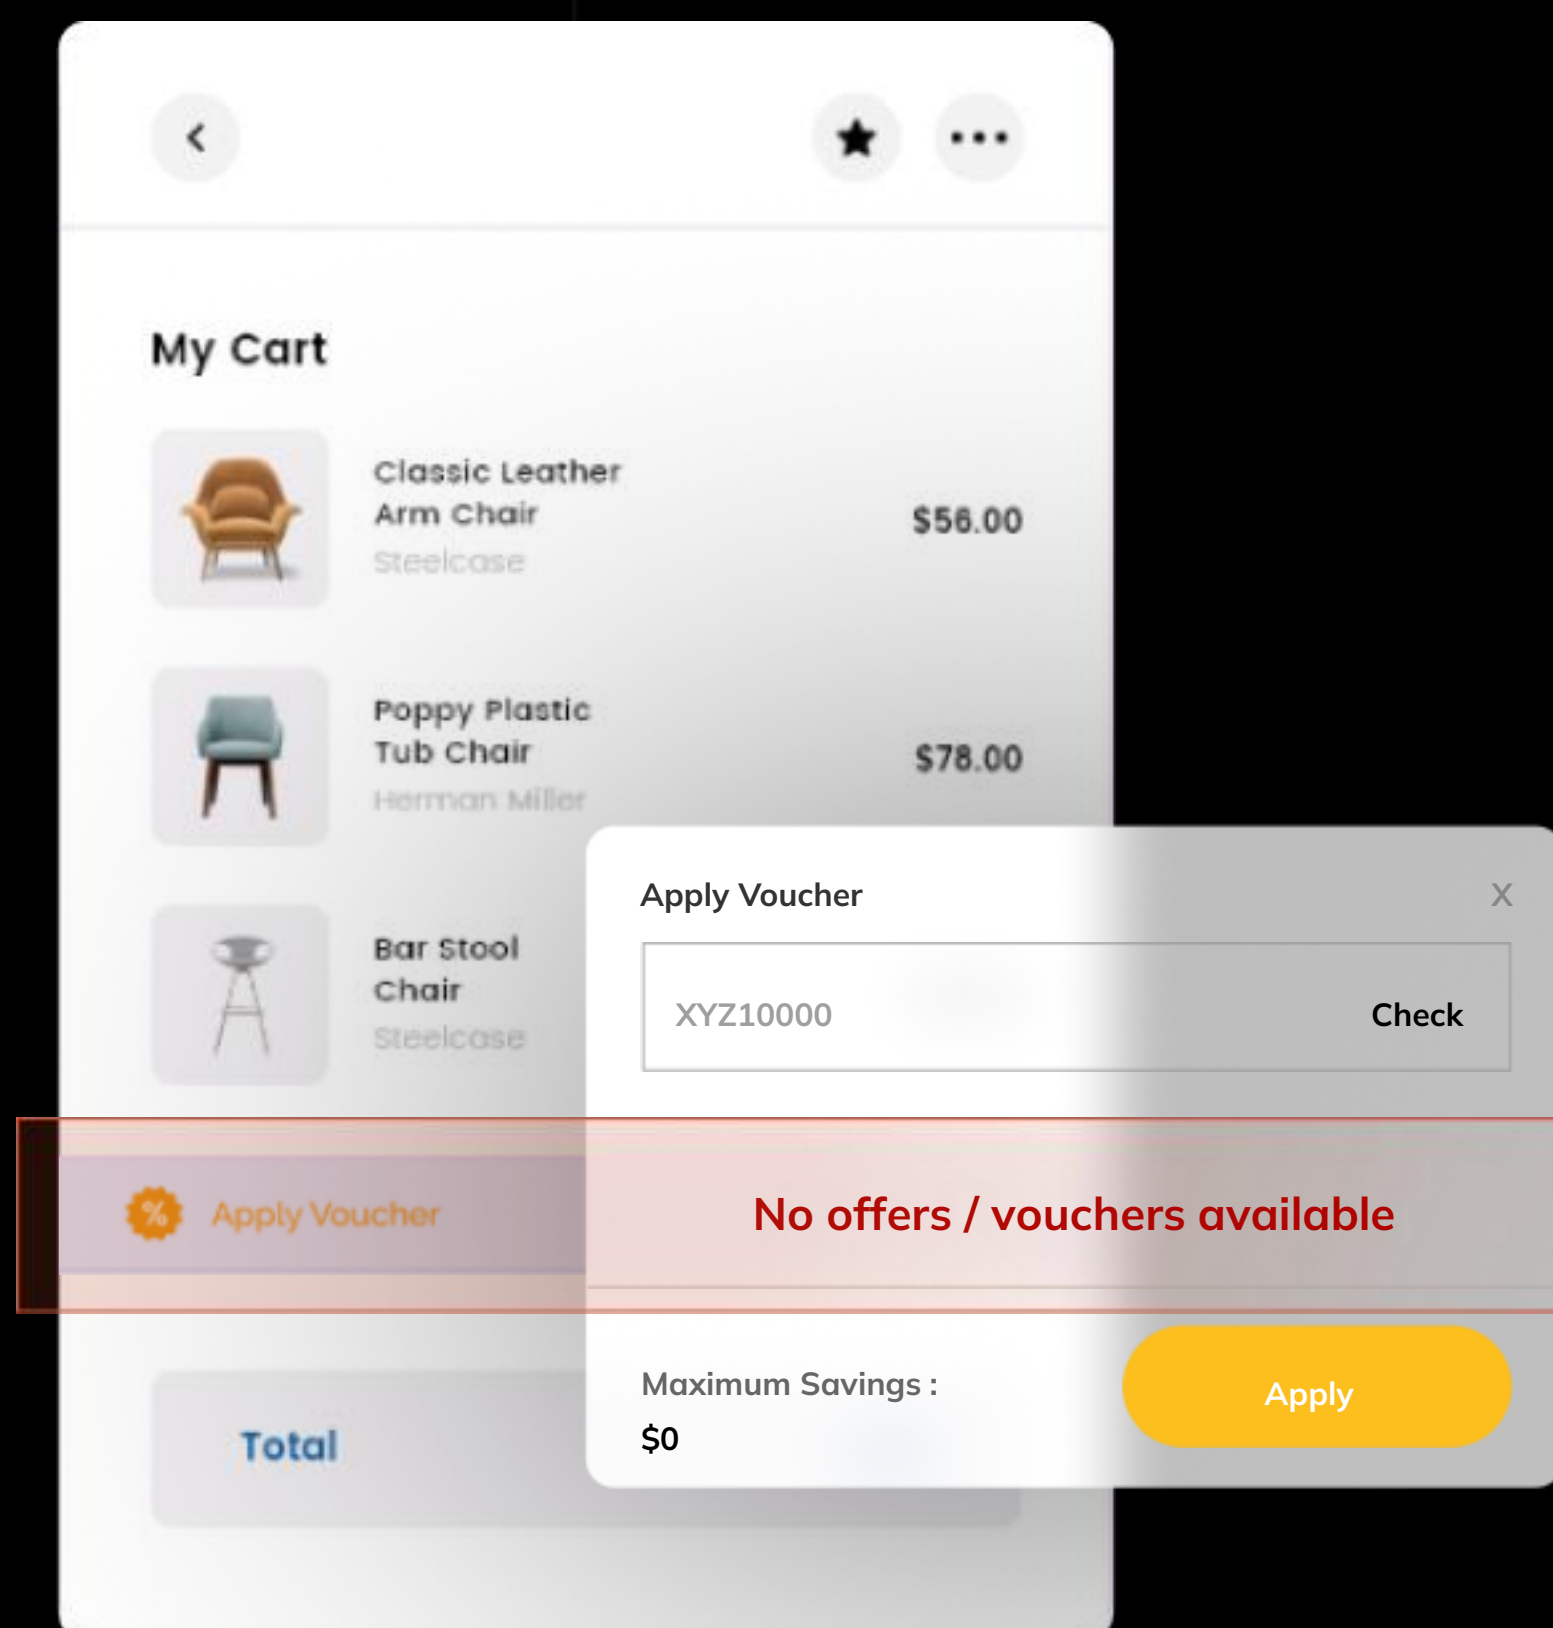 My Cart
Classic Leather
Arm Chair
Steelcase
$56.00
Poppy Plastic
Tub Chair
Herman Miller
$78.00
Bar Stool
Chair
Steelcase
Apply Voucher
X
XYZ10000
Check
% Apply Voucher
No offers / vouchers available
Maximum Savings :
$0
Apply
Total